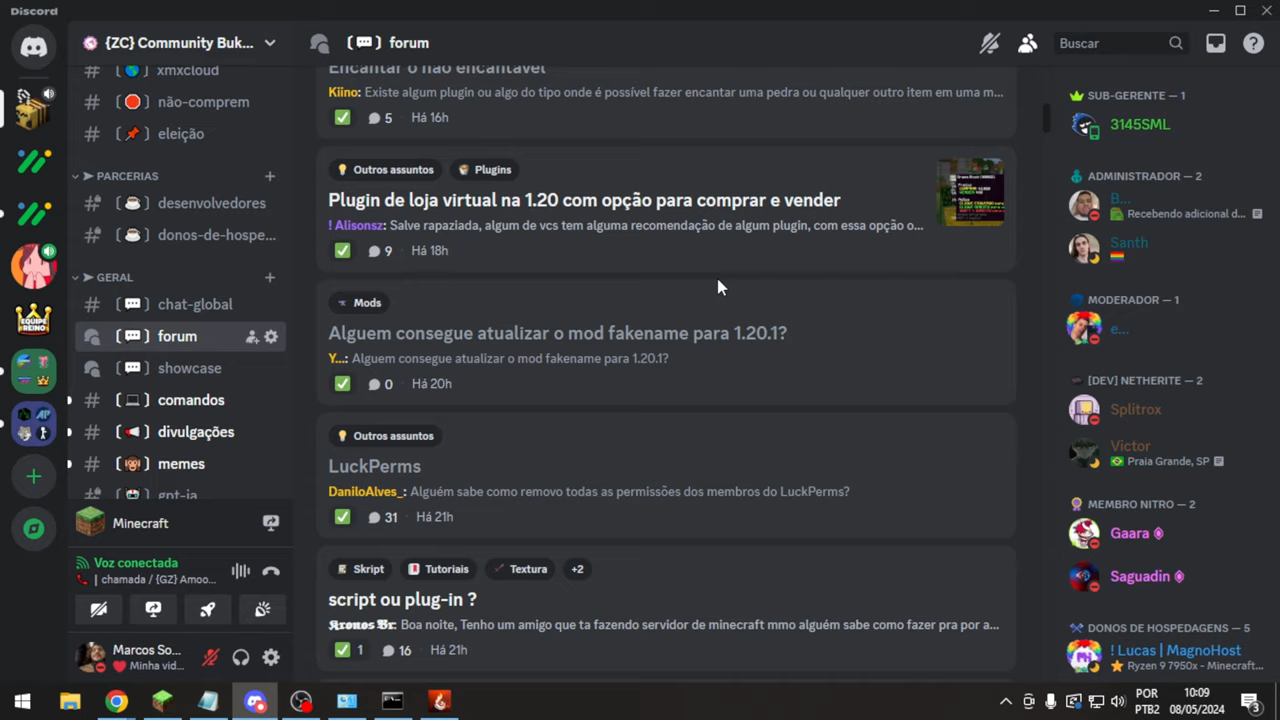 Discord
{ZC} Community Buk...
xmxcloud
não-comprem
eleição
PARCERIAS
desenvolvedores
donos-de-hospe...
GERAL
chat-global
forum
showcase
comandos
divulgações
memes
gpt-ia
Minecraft
Voz conectada
| chamada / {GZ} Amoo...
Marcos So...
Minha vid...
forum
Buscar
Encantar o não encantável
Kiino: Existe algum plugin ou algo do tipo onde é possível fazer encantar uma pedra ou qualquer outro item em uma m...
5 Há 16h
Outros assuntos Plugins
Plugin de loja virtual na 1.20 com opção para comprar e vender
! Alisonsz: Salve rapaziada, algum de vcs tem alguma recomendação de algum plugin, com essa opção o...
9 Há 18h
Mods
Alguem consegue atualizar o mod fakename para 1.20.1?
Y...: Alguem consegue atualizar o mod fakename para 1.20.1?
0 Há 20h
Outros assuntos
LuckPerms
DaniloAlves_: Alguém sabe como removo todas as permissões dos membros do LuckPerms?
31 Há 21h
Skript Tutoriais Textura +2
script ou plug-in ?
Kronos Br: Boa noite, Tenho um amigo que ta fazendo servidor de minecraft mmo alguém sabe como fazer pra por a...
1 16 Há 21h
SUB-GERENTE — 1
3145SML
ADMINISTRADOR — 2
B...
Recebendo adicional d...
Santh
MODERADOR — 1
e...
[DEV] NETHERITE — 2
Splitrox
Victor
Praia Grande, SP
MEMBRO NITRO — 2
Gaara
Saguadin
DONOS DE HOSPEDAGENS — 5
! Lucas | MagnoHost
Ryzen 9 7950x - Minecraft...
EQUIPE
REINO
POR
PTB2
10:09
08/05/2024
3